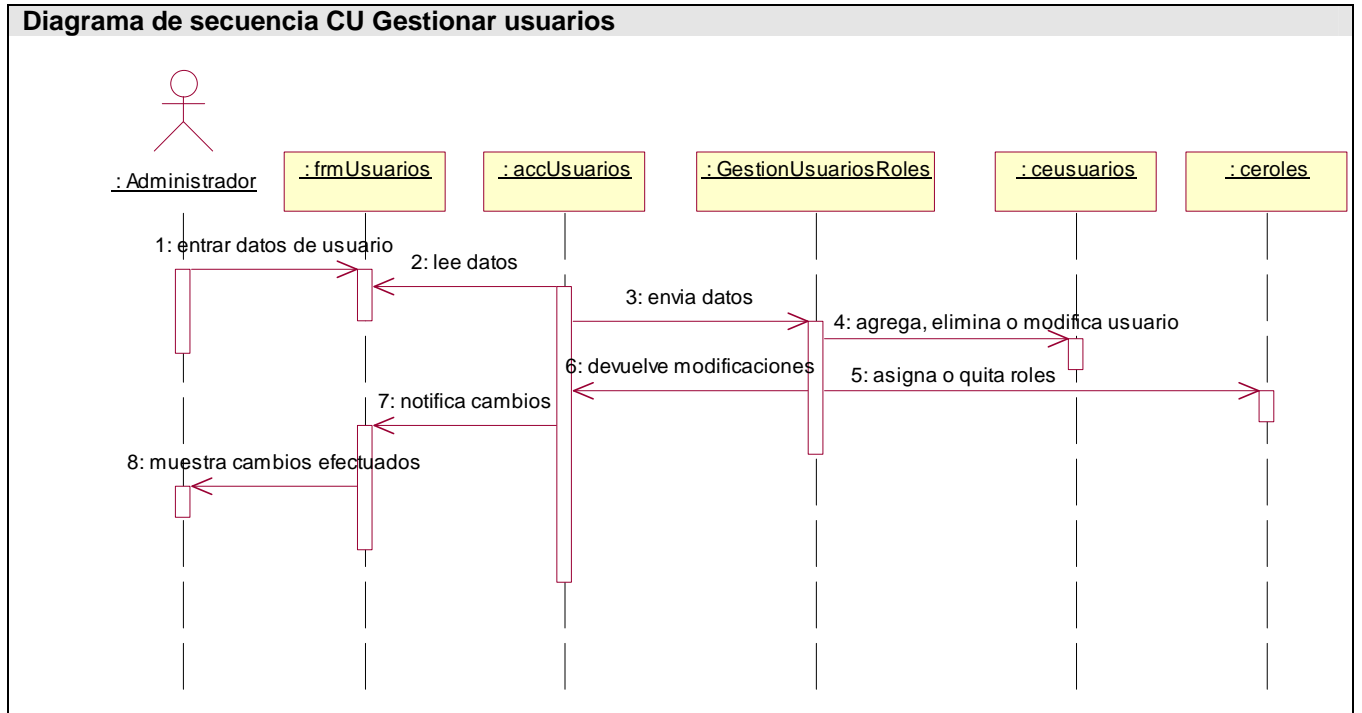 Diagrama de secuencia CU Gestionar usuarios
: Administrador
: frmUsuarios
: accUsuarios
: GestionUsuariosRoles
: ceusuarios
: ceroles
1: entrar datos de usuario
2: lee datos
3: envia datos
4: agrega, elimina o modifica usuario
6: devuelve modificaciones
5: asigna o quita roles
7: notifica cambios
8: muestra cambios efectuados